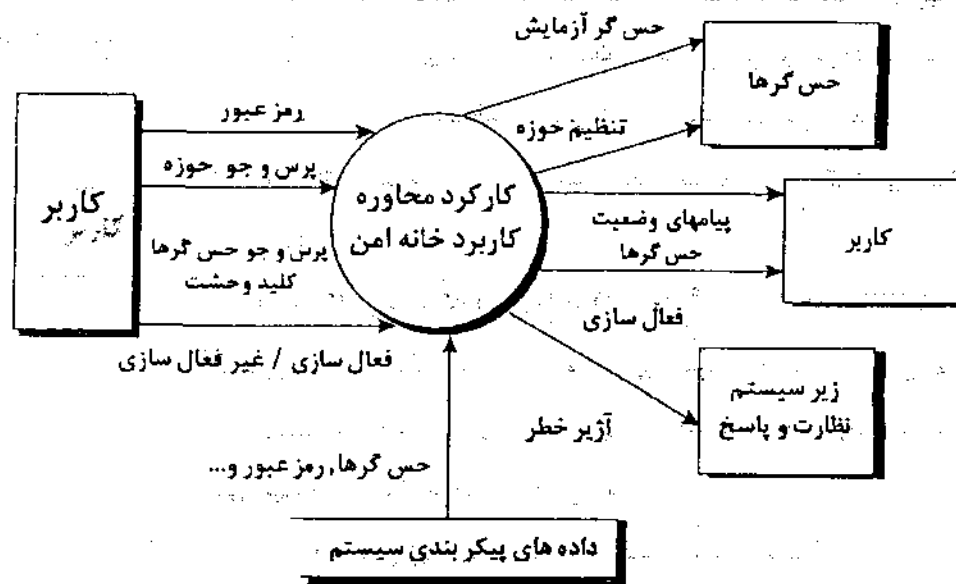 حس گر آزمایش
حس گرها
رمز عبور
تنظیم حوزه
پرس و جو حوزه
کارکرد محاوره
کاربرد خانه امن
کاربر
پیامهای وضعیت
حس گرها
کاربر
پرس و جو حس گرها
کلید وحشت
فعال سازی
فعال سازی / غیر فعال سازی
زیر سیستم
نظارت و پاسخ
آژیر خطر
حس گرها, رمز عبور و...
داده های پیکر بندی سیستم